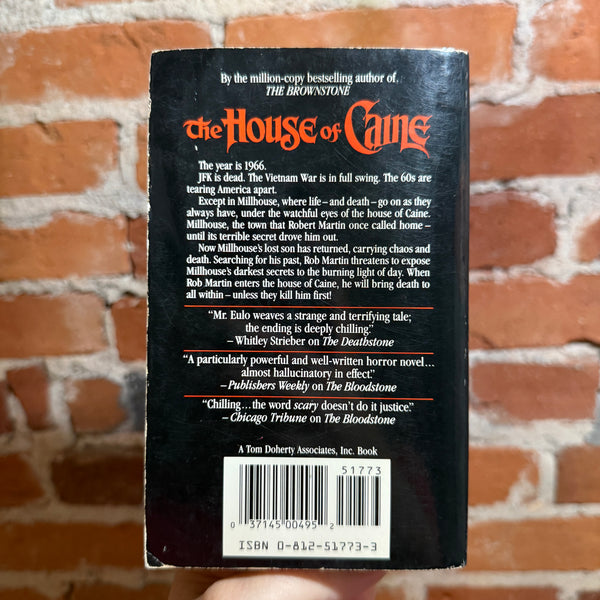 By the million-copy bestselling author of
THE BROWNSTONE
The House of Caine
The year is 1966.
JFK is dead. The Vietnam War is in full swing. The 60s are
tearing America apart.
Except in Millhouse, where life – and death – go on as they
always have, under the watchful eyes of the house of Caine.
Millhouse, the town that Robert Martin once called home –
until its terrible secret drove him out.
Now Millhouse's lost son has returned, carrying chaos and
death. Searching for his past, Rob Martin threatens to expose
Millhouse's darkest secrets to the burning light of day. When
Rob Martin enters the house of Caine, he will bring death to
all within – unless they kill him first!
"Mr. Eulo weaves a strange and terrifying tale;
the ending is deeply chilling."
– Whitley Strieber on The Deathstone
"A particularly powerful and well-written horror novel...
almost hallucinatory in effect."
– Publishers Weekly on The Bloodstone
"Chilling...the word scary doesn't do it justice."
– Chicago Tribune on The Bloodstone
A Tom Doherty Associates, Inc. Book
51773
0 37145 00495 2
ISBN 0-812-51773-3